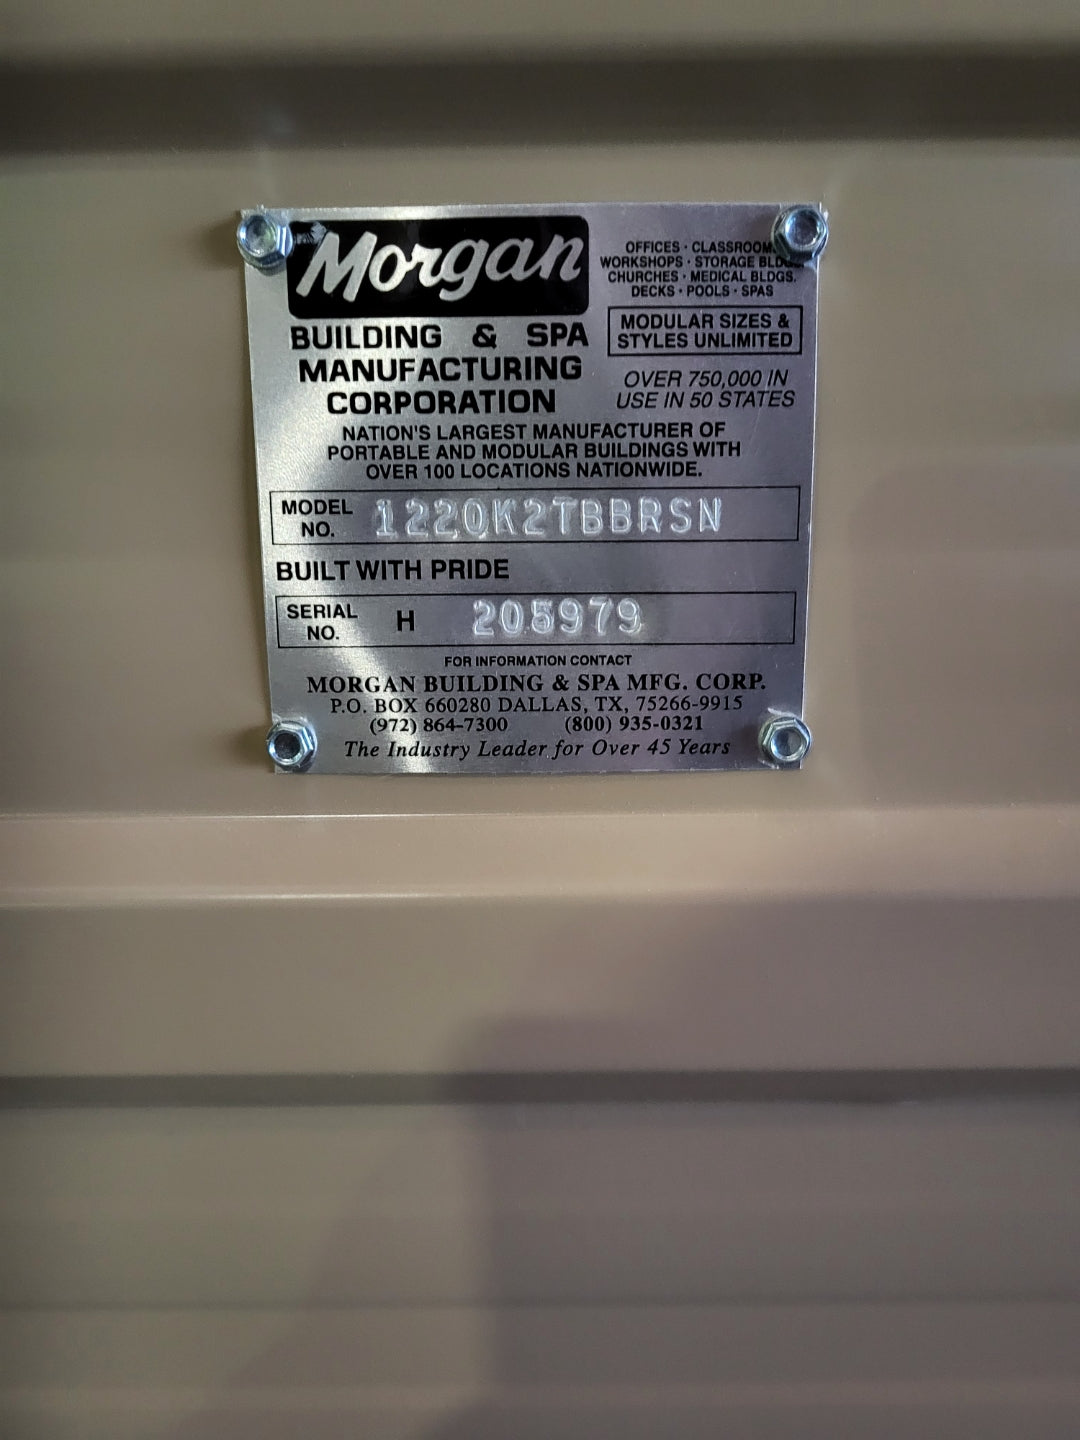 Morgan
BUILDING & SPA
MANUFACTURING
CORPORATION
OFFICES · CLASSROOM
WORKSHOPS · STORAGE BLDGS.
CHURCHES · MEDICAL BLDGS.
DECKS · POOLS · SPAS
MODULAR SIZES &
STYLES UNLIMITED
OVER 750,000 IN
USE IN 50 STATES
NATION'S LARGEST MANUFACTURER OF
PORTABLE AND MODULAR BUILDINGS WITH
OVER 100 LOCATIONS NATIONWIDE.
MODEL NO. 1220K2TBBRSN
BUILT WITH PRIDE
SERIAL NO. H 205979
FOR INFORMATION CONTACT
MORGAN BUILDING & SPA MFG. CORP.
P.O. BOX 660280 DALLAS, TX, 75266-9915
(972) 864-7300 (800) 935-0321
The Industry Leader for Over 45 Years